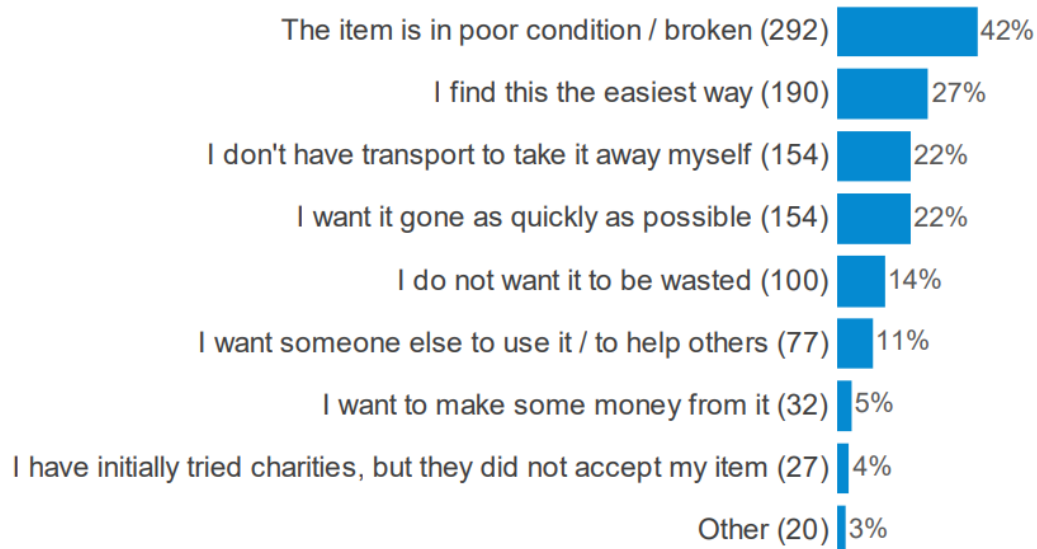 The item is in poor condition / broken (292) 42%
I find this the easiest way (190) 27%
I don't have transport to take it away myself (154) 22%
I want it gone as quickly as possible (154) 22%
I do not want it to be wasted (100) 14%
I want someone else to use it / to help others (77) 11%
I want to make some money from it (32) 5%
I have initially tried charities, but they did not accept my item (27) 4%
Other (20) 3%